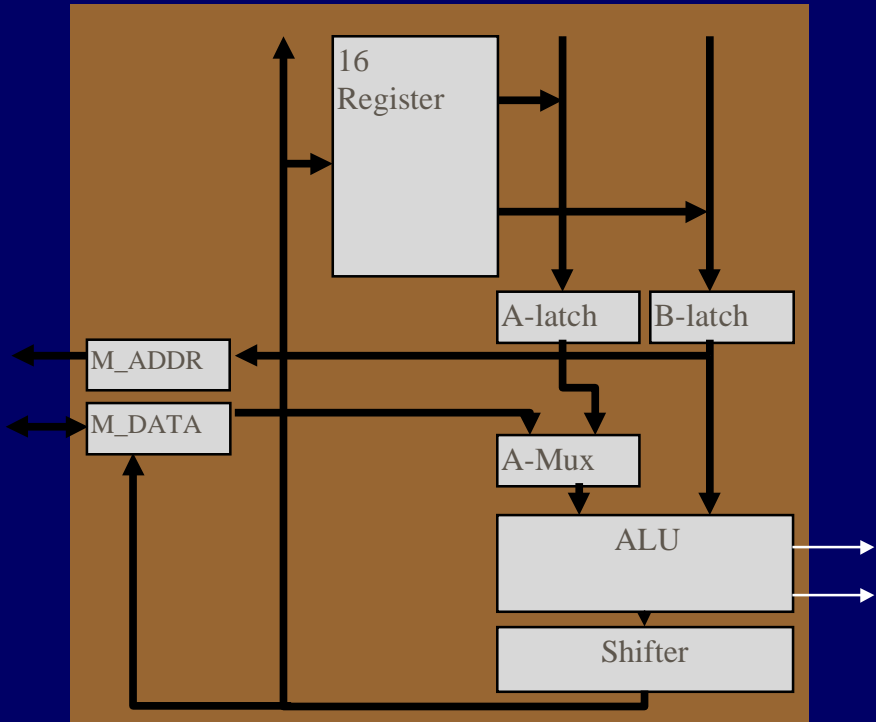 16
Register
A-latch
B-latch
M_ADDR
M_DATA
A-Mux
ALU
Shifter